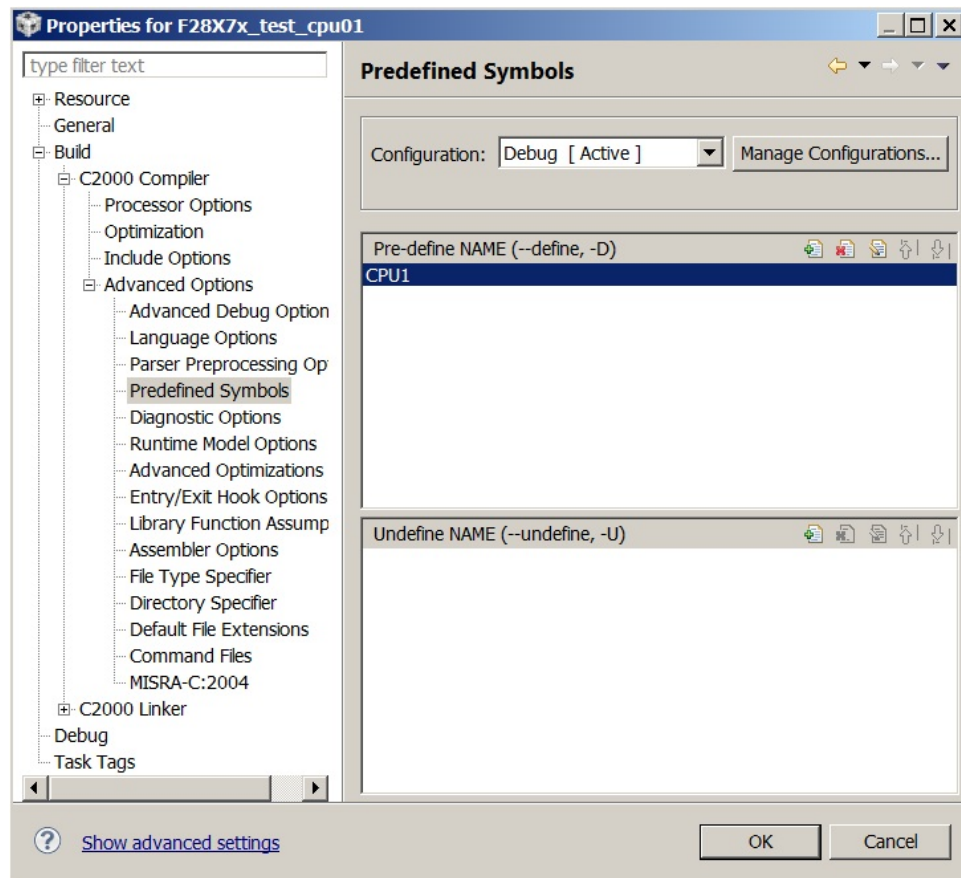 Properties for F28X7x_test_cpu01
type filter text
Resource
General
Build
C2000 Compiler
Processor Options
Optimization
Include Options
Advanced Options
Advanced Debug Option
Language Options
Parser Preprocessing Op
Predefined Symbols
Diagnostic Options
Runtime Model Options
Advanced Optimizations
Entry/Exit Hook Options
Library Function Assump
Assembler Options
File Type Specifier
Directory Specifier
Default File Extensions
Command Files
MISRA-C:2004
C2000 Linker
Debug
Task Tags
Predefined Symbols
Configuration: Debug [ Active ] Manage Configurations...
Pre-define NAME (--define, -D)
CPU1
Undefine NAME (--undefine, -U)
Show advanced settings
OK Cancel